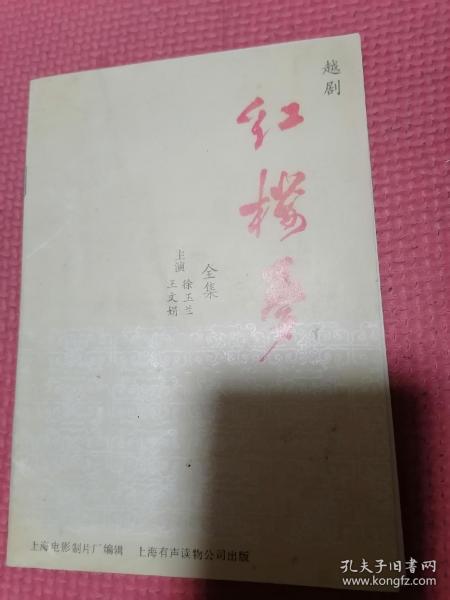 越剧
红楼梦
全集
主演 徐玉兰
王文娟
上海电影制片厂编辑 上海有声读物公司出版
孔夫子旧书网
www.kongfz.com